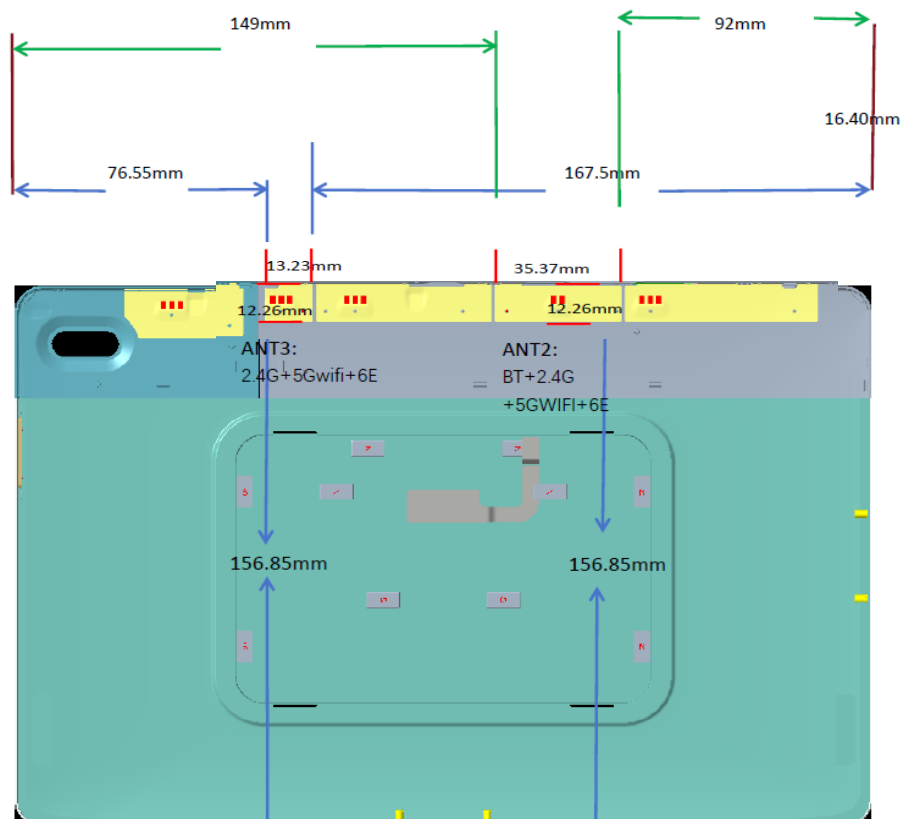 149mm
92mm
16.40mm
76.55mm
167.5mm
13.23mm
35.37mm
12.26mm
12.26mm
ANT3:
2.4G+5Gwifi+6E
ANT2:
BT+2.4G
+5GWIFI+6E
S
N
156.85mm
156.85mm
S
N